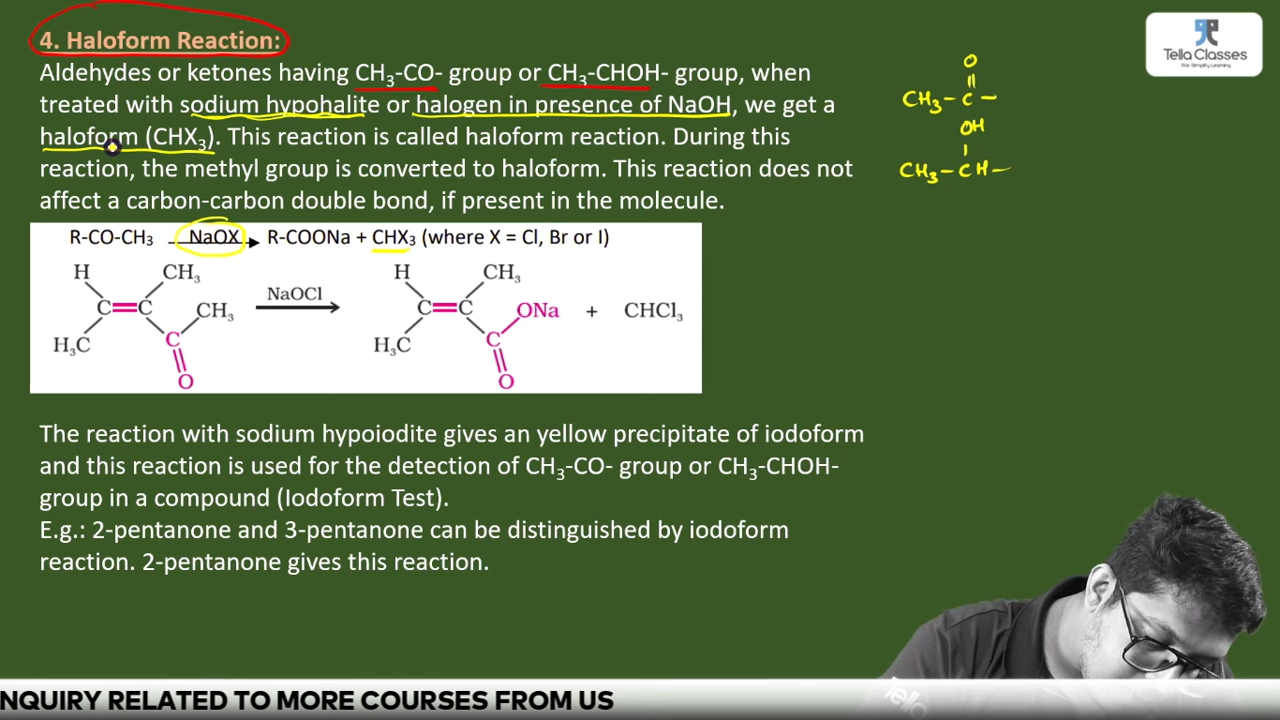 4. Haloform Reaction:
Aldehydes or ketones having CH₃-CO- group or CH₃-CHOH- group, when
treated with sodium hypohalite or halogen in presence of NaOH, we get a
haloform (CHX₃). This reaction is called haloform reaction. During this
reaction, the methyl group is converted to haloform. This reaction does not
affect a carbon-carbon double bond, if present in the molecule.
R-CO-CH₃ NaOX R-COONa + CHX₃ (where X = Cl, Br or I)
H CH₃ H CH₃
C=C CH₃ NaOCl C=C ONa + CHCl₃
H₃C C H₃C C
O O
The reaction with sodium hypoiodite gives an yellow precipitate of iodoform
and this reaction is used for the detection of CH₃-CO- group or CH₃-CHOH-
group in a compound (Iodoform Test).
E.g.: 2-pentanone and 3-pentanone can be distinguished by iodoform
reaction. 2-pentanone gives this reaction.
Tella Classes
We Simplify Learning
O
CH₃-C-
OH
CH₃-CH-
NQUIRY RELATED TO MORE COURSES FROM US